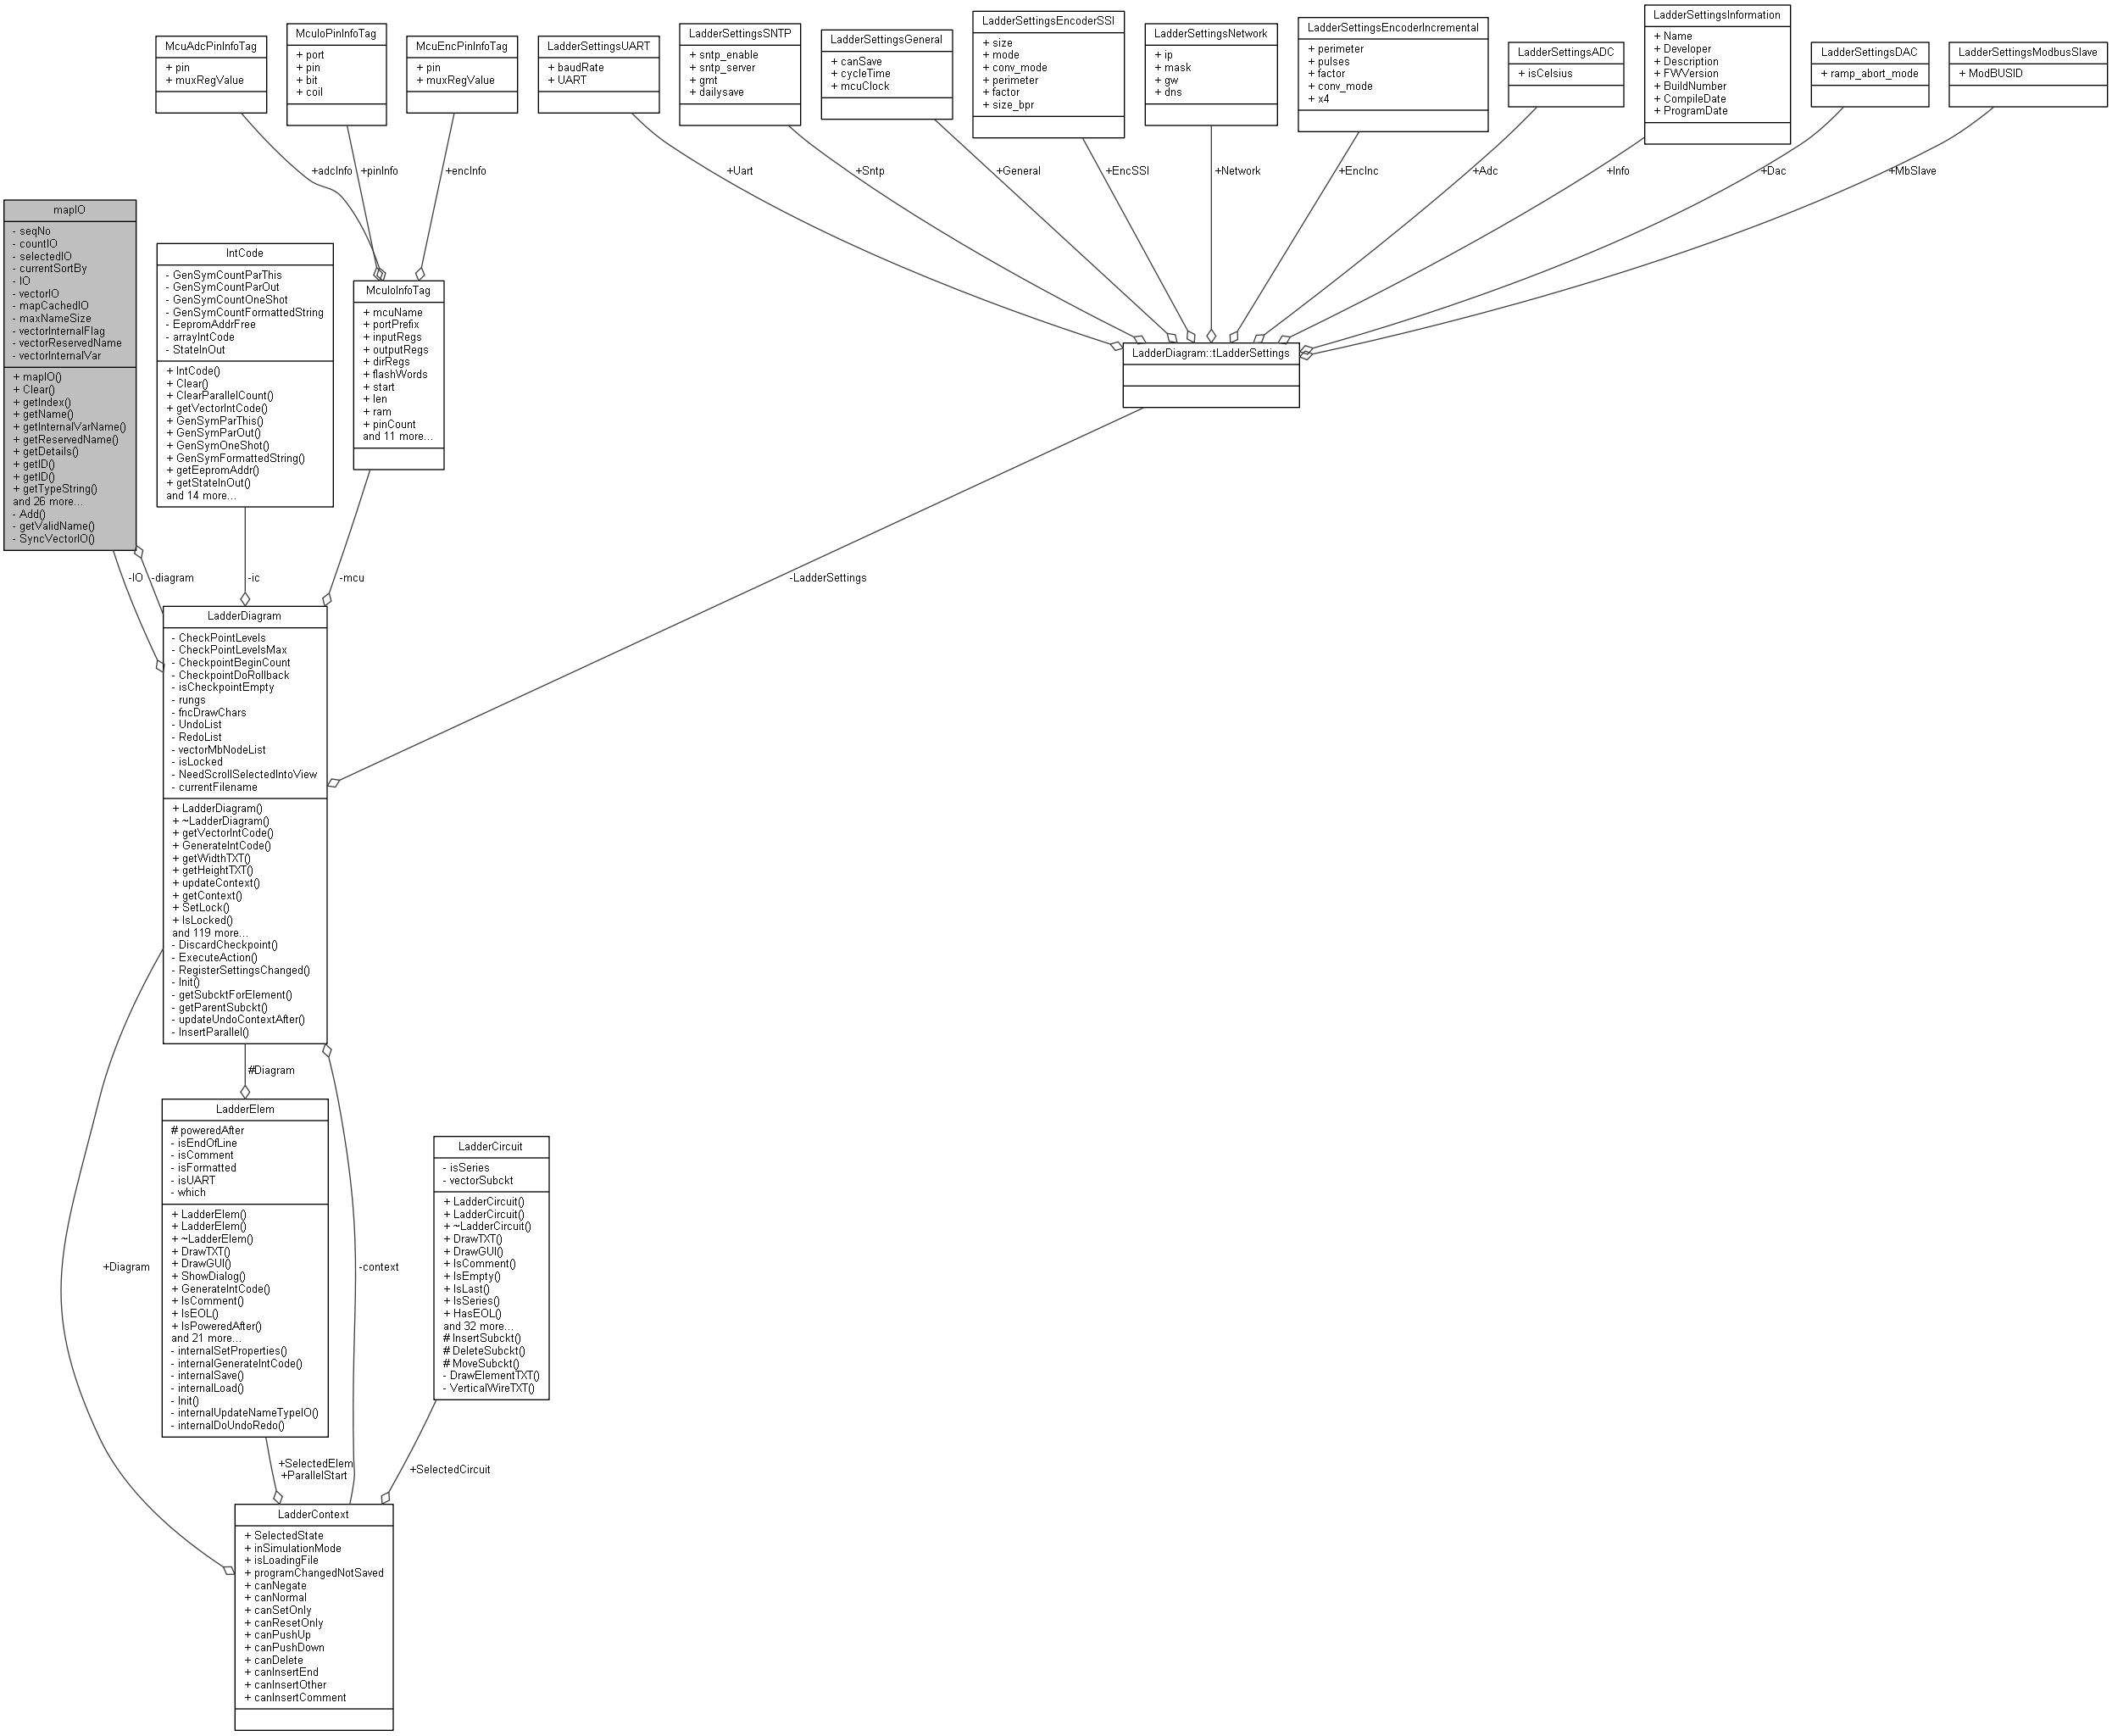 McuAdcPinInfoTag
+ pin
+ muxRegValue
McuIoPinInfoTag
+ port
+ pin
+ bit
+ coil
McuEncPinInfoTag
+ pin
+ muxRegValue
LadderSettingsUART
+ baudRate
+ UART
LadderSettingsSNTP
+ sntp_enable
+ sntp_server
+ gmt
+ dailysave
LadderSettingsGeneral
+ canSave
+ cycleTime
+ mcuClock
LadderSettingsEncoderSSI
+ size
+ mode
+ conv_mode
+ perimeter
+ factor
+ size_bpr
LadderSettingsNetwork
+ ip
+ mask
+ gw
+ dns
LadderSettingsEncoderIncremental
+ perimeter
+ pulses
+ factor
+ conv_mode
+ x4
LadderSettingsADC
+ isCelsius
LadderSettingsInformation
+ Name
+ Developer
+ Description
+ FWVersion
+ BuildNumber
+ CompileDate
+ ProgramDate
LadderSettingsDAC
+ ramp_abort_mode
LadderSettingsModbusSlave
+ ModBUSID
+adcInfo
+pinInfo
+encInfo
+Uart
+Sntp
+General
+EncSSI
+Network
+EncInc
+Adc
+Info
+Dac
+MbSlave
mapIO
- seqNo
- countIO
- selectedIO
- currentSortBy
- IO
- vectorIO
- mapCachedIO
- maxNameSize
- vectorInternalFlag
- vectorReservedName
- vectorInternalVar
+ mapIO()
+ Clear()
+ getIndex()
+ getName()
+ getInternalVarName()
+ getReservedName()
+ getDetails()
+ getID()
+ getID()
+ getTypeString()
and 26 more...
- Add()
- getValidName()
- SyncVectorIO()
IntCode
- GenSymCountParThis
- GenSymCountParOut
- GenSymCountOneShot
- GenSymCountFormattedString
- EepromAddrFree
- arrayIntCode
- StateInOut
+ IntCode()
+ Clear()
+ ClearParallelCount()
+ getVectorIntCode()
+ GenSymParThis()
+ GenSymParOut()
+ GenSymOneShot()
+ GenSymFormattedString()
+ getEepromAddr()
+ getStateInOut()
and 14 more...
McuIoInfoTag
+ mcuName
+ portPrefix
+ inputRegs
+ outputRegs
+ dirRegs
+ flashWords
+ start
+ len
+ ram
+ pinCount
and 11 more...
LadderDiagram::tLadderSettings
-IO
-diagram
-ic
-mcu
-LadderSettings
LadderDiagram
- CheckPointLevels
- CheckPointLevelsMax
- CheckpointBeginCount
- CheckpointDoRollback
- isCheckpointEmpty
- rungs
- fncDrawChars
- UndoList
- RedoList
- vectorMbNodeList
- isLocked
- NeedScrollSelectedIntoView
- currentFilename
+ LadderDiagram()
+ ~LadderDiagram()
+ getVectorIntCode()
+ GenerateIntCode()
+ getWidthTXT()
+ getHeightTXT()
+ updateContext()
+ getContext()
+ SetLock()
+ IsLocked()
and 119 more...
- DiscardCheckpoint()
- ExecuteAction()
- RegisterSettingsChanged()
- Init()
- getSubcktForElement()
- getParentSubckt()
- updateUndoContextAfter()
- InsertParallel()
#Diagram
LadderElem
# poweredAfter
- isEndOfLine
- isComment
- isFormatted
- isUART
- which
+ LadderElem()
+ LadderElem()
+ ~LadderElem()
+ DrawTXT()
+ DrawGUI()
+ ShowDialog()
+ GenerateIntCode()
+ IsComment()
+ IsEOL()
+ IsPoweredAfter()
and 21 more...
- internalSetProperties()
- internalGenerateIntCode()
- internalSave()
- internalLoad()
- Init()
- internalUpdateNameTypeIO()
- internalDoUndoRedo()
+Diagram
-context
LadderCircuit
- isSeries
- vectorSubckt
+ LadderCircuit()
+ LadderCircuit()
+ ~LadderCircuit()
+ DrawTXT()
+ DrawGUI()
+ IsComment()
+ IsEmpty()
+ IsLast()
+ IsSeries()
+ HasEOL()
and 32 more...
# InsertSubckt()
# DeleteSubckt()
# MoveSubckt()
- DrawElementTXT()
- VerticalWireTXT()
+SelectedElem
+ParallelStart
+SelectedCircuit
LadderContext
+ SelectedState
+ inSimulationMode
+ isLoadingFile
+ programChangedNotSaved
+ canNegate
+ canNormal
+ canSetOnly
+ canResetOnly
+ canPushUp
+ canPushDown
+ canDelete
+ canInsertEnd
+ canInsertOther
+ canInsertComment